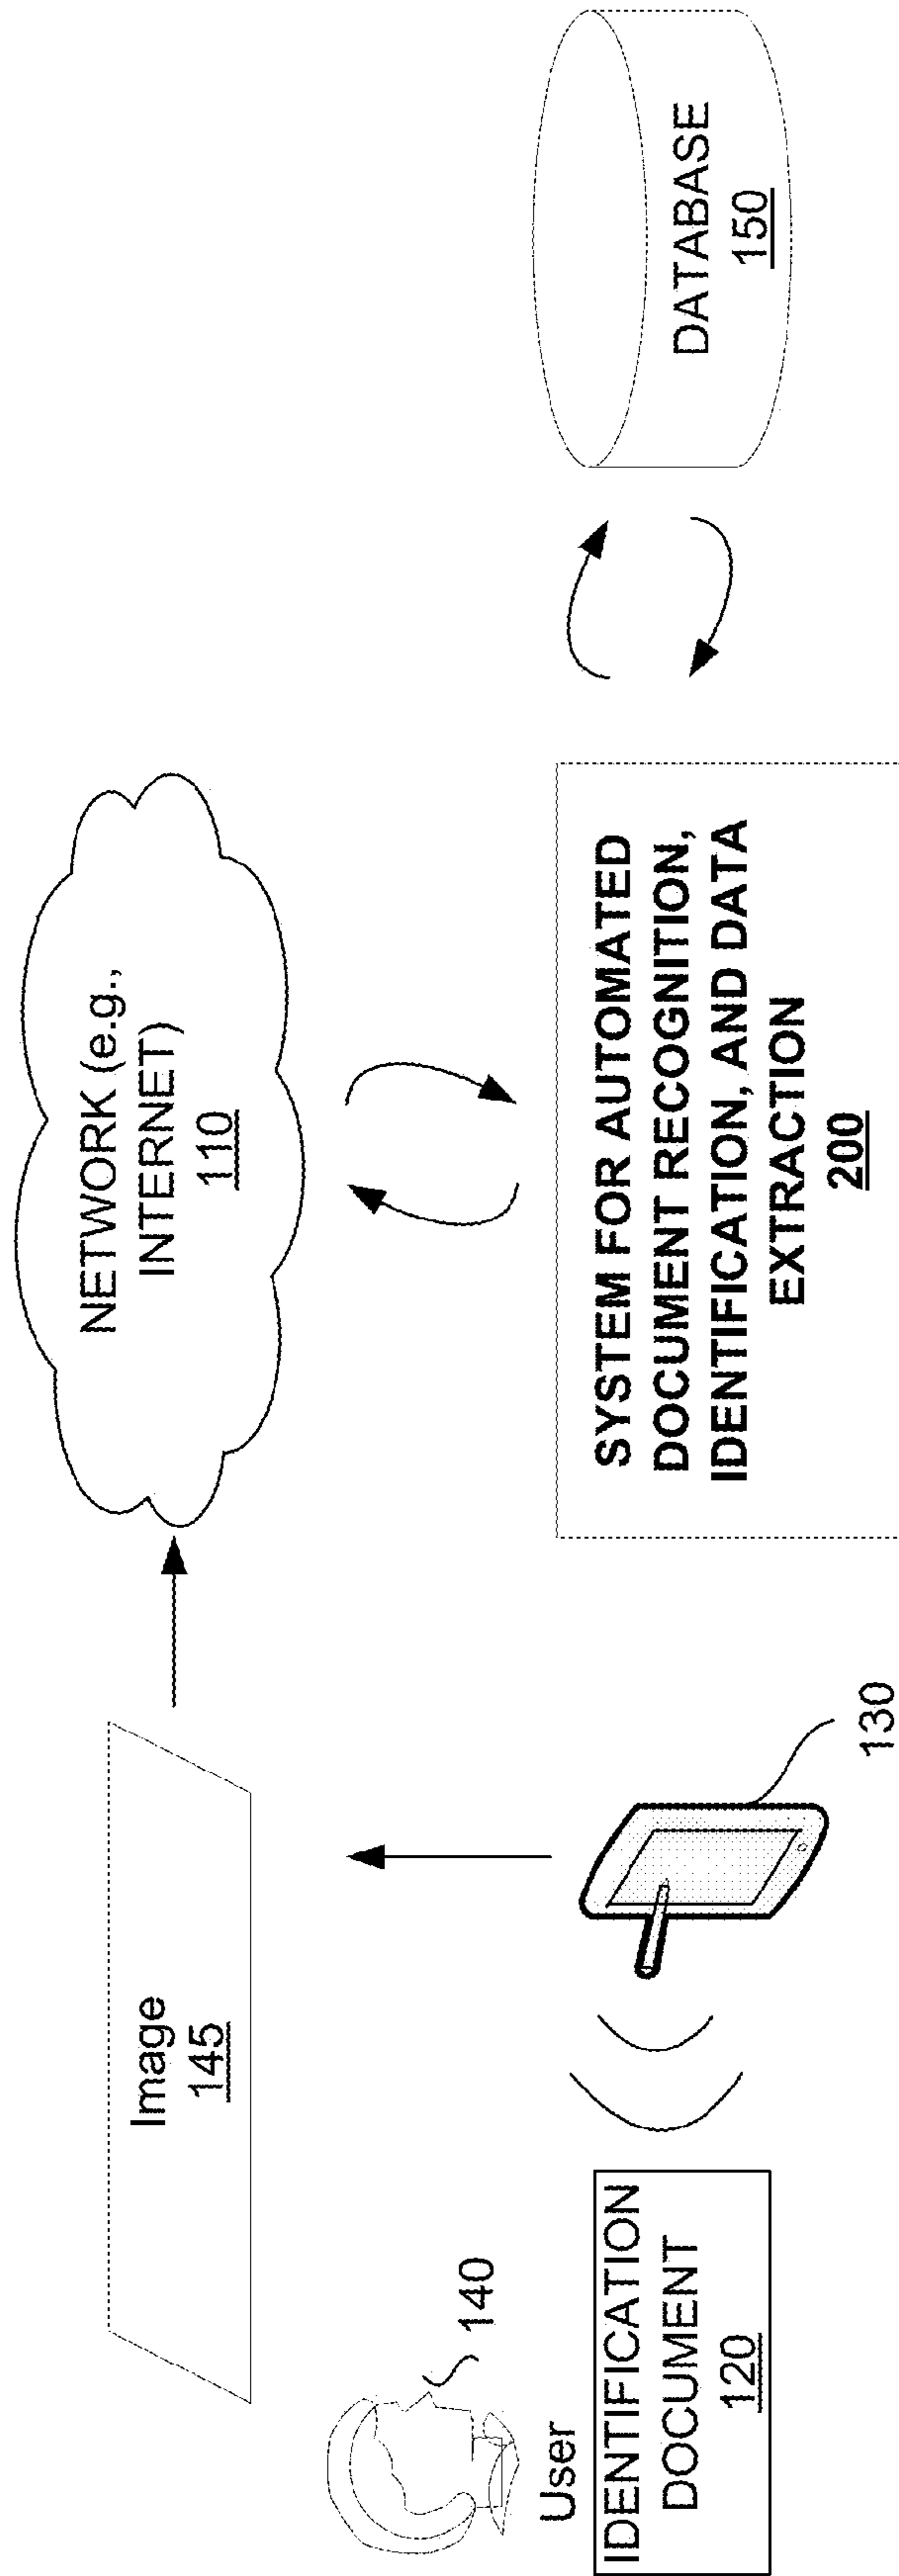 Image
145
NETWORK (e.g.,
INTERNET)
110
140
User
IDENTIFICATION
DOCUMENT
120
130
SYSTEM FOR AUTOMATED
DOCUMENT RECOGNITION,
IDENTIFICATION, AND DATA
EXTRACTION
200
DATABASE
150